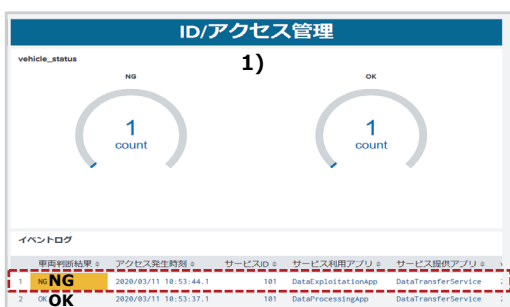 ID/アクセス管理
vehicle_status
1)
NG
OK
1
count
1
count
イベントログ
車両判断結果 アクセス発生時刻 サービスID サービス利用アプリ サービス提供アプリ
1 NG NG 2020/03/11 10:53:44.1 101 DataExploitationApp DataTransferService 2
2 OK OK 2020/03/11 10:53:37.1 101 DataProcessingApp DataTransferService 2